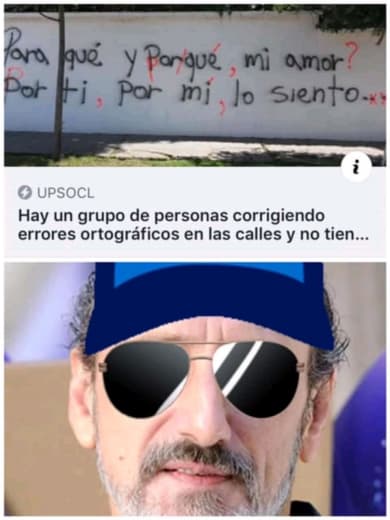 Para qué y Porqué, mi amor?
Por ti, por mí, lo siento...
UPSOCL
Hay un grupo de personas corrigiendo
errores ortográficos en las calles y no tien...